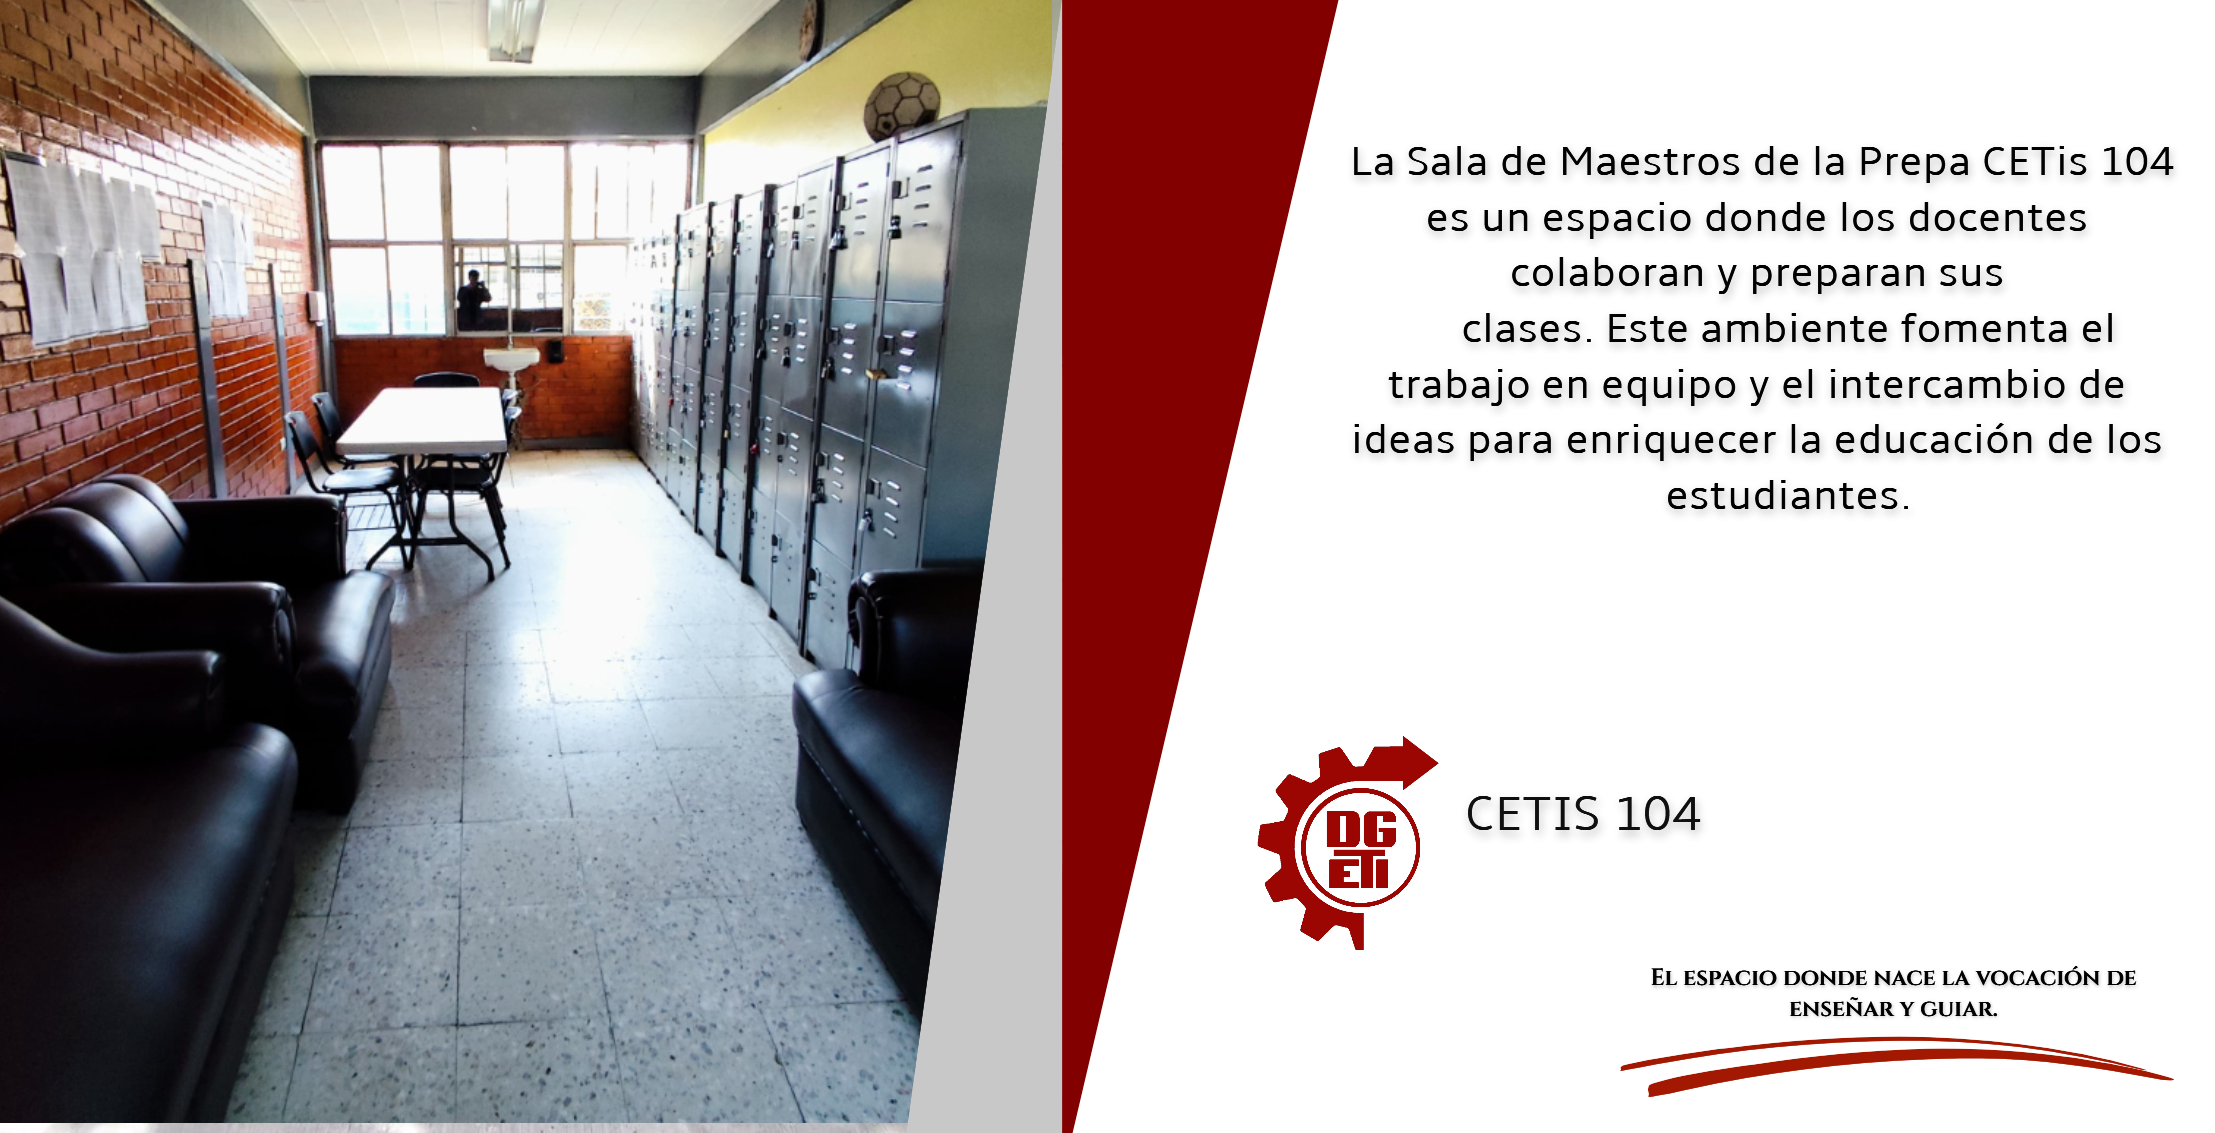 La Sala de Maestros de la Prepa CETis 104
es un espacio donde los docentes
colaboran y preparan sus
clases. Este ambiente fomenta el
trabajo en equipo y el intercambio de
ideas para enriquecer la educación de los
estudiantes.
DG
ETI
CETIS 104
El espacio donde nace la vocación de
enseñar y guiar.